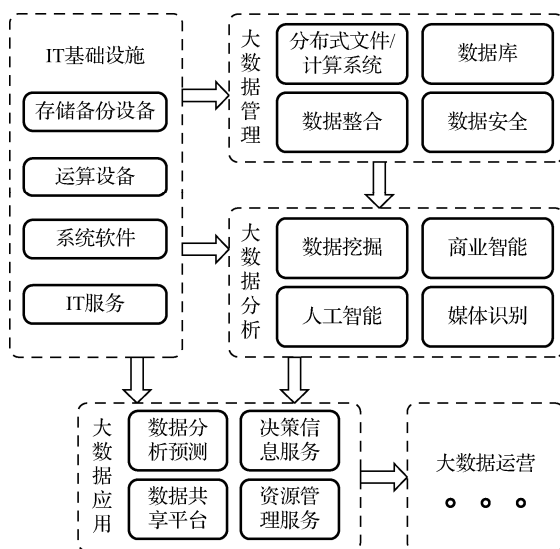 IT基础设施
存储备份设备
运算设备
系统软件
IT服务
大数据管理
分布式文件/
计算系统
数据库
数据整合
数据安全
大数据分析
数据挖掘
商业智能
人工智能
媒体识别
大数据应用
数据分
析预测
决策信
息服务
数据共
享平台
资源管
理服务
大数据运营